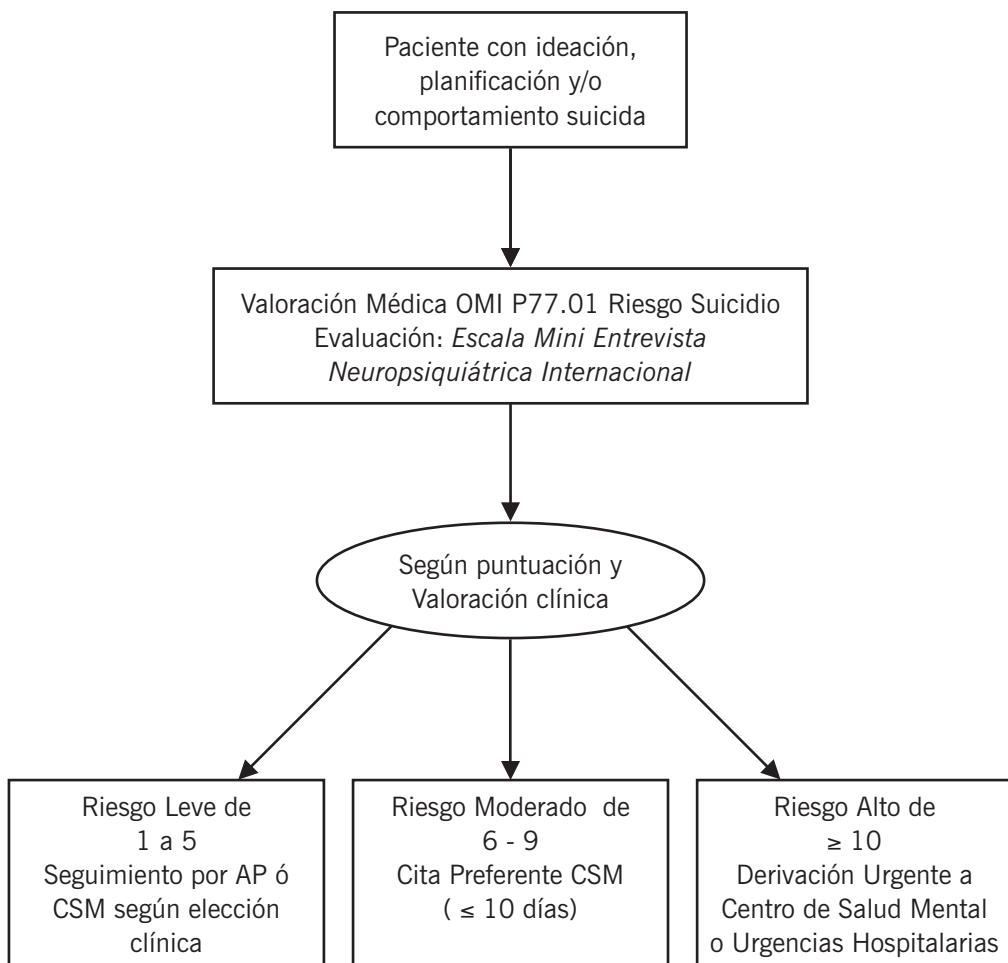 Paciente con ideación,
planificación y/o
comportamiento suicida
Valoración Médica OMI P77.01 Riesgo Suicidio
Evaluación: Escala Mini Entrevista
Neuropsiquiátrica Internacional
Según puntuación y
Valoración clínica
Riesgo Leve de
1 a 5
Seguimiento por AP ó
CSM según elección
clínica
Riesgo Moderado de
6 - 9
Cita Preferente CSM
( ≤ 10 días)
Riesgo Alto de
≥ 10
Derivación Urgente a
Centro de Salud Mental
o Urgencias Hospitalarias